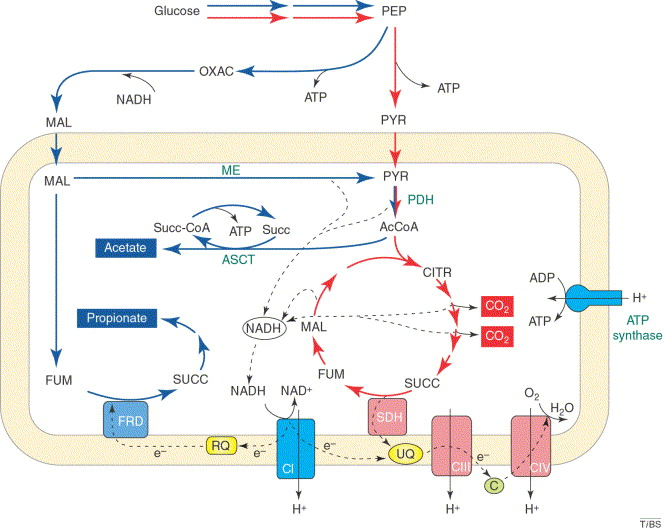 Glucose
PEP
OXAC
NADH
ATP
ATP
MAL
PYR
MAL
ME
PYR
PDH
Succ-CoA
ATP
Succ
AcCoA
Acetate
ASCT
CITR
ADP
H+
ATP
ATP synthase
CO2
CO2
Propionate
NADH
MAL
FUM
SUCC
FUM
SUCC
NADH
NAD+
O2
H2O
FRD
SDH
RQ
e-
e-
CI
e-
UQ
CIII
e-
C
CIV
H+
H+
H+
TiBS